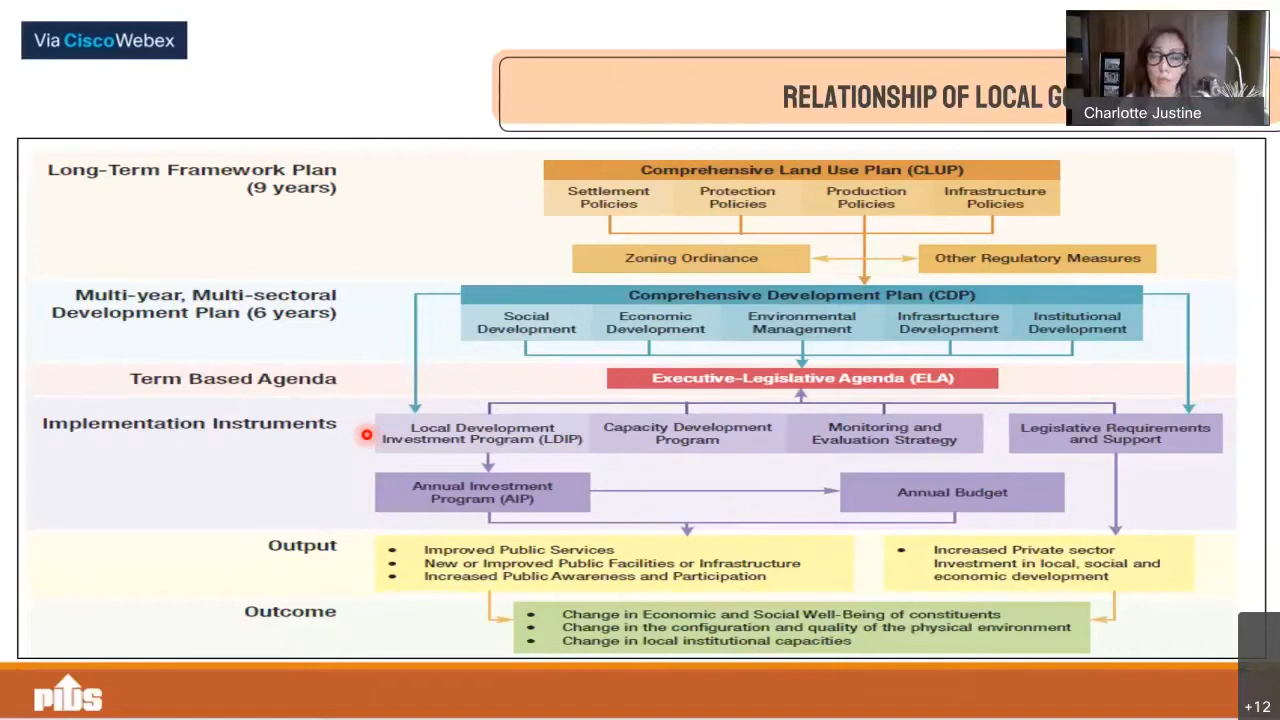 Via CiscoWebex
RELATIONSHIP OF LOCAL G
Charlotte Justine
Long-Term Framework Plan
(9 years)
Comprehensive Land Use Plan (CLUP)
Settlement
Policies
Protection
Policies
Production
Policies
Infrastructure
Policies
Zoning Ordinance
Other Regulatory Measures
Multi-year, Multi-sectoral
Development Plan (6 years)
Comprehensive Development Plan (CDP)
Social
Development
Economic
Development
Environmental
Management
Infrasrtucture
Development
Institutional
Development
Term Based Agenda
Executive-Legislative Agenda (ELA)
Implementation Instruments
Local Development
Investment Program (LDIP)
Capacity Development
Program
Monitoring and
Evaluation Strategy
Legislative Requirements
and Support
Annual Investment
Program (AIP)
Annual Budget
Output
• Improved Public Services
• New or Improved Public Facilities or Infrastructure
• Increased Public Awareness and Participation
• Increased Private sector
Investment in local, social and
economic development
Outcome
• Change in Economic and Social Well-Being of constituents
• Change in the configuration and quality of the physical environment
• Change in local institutional capacities
PIDS
+12